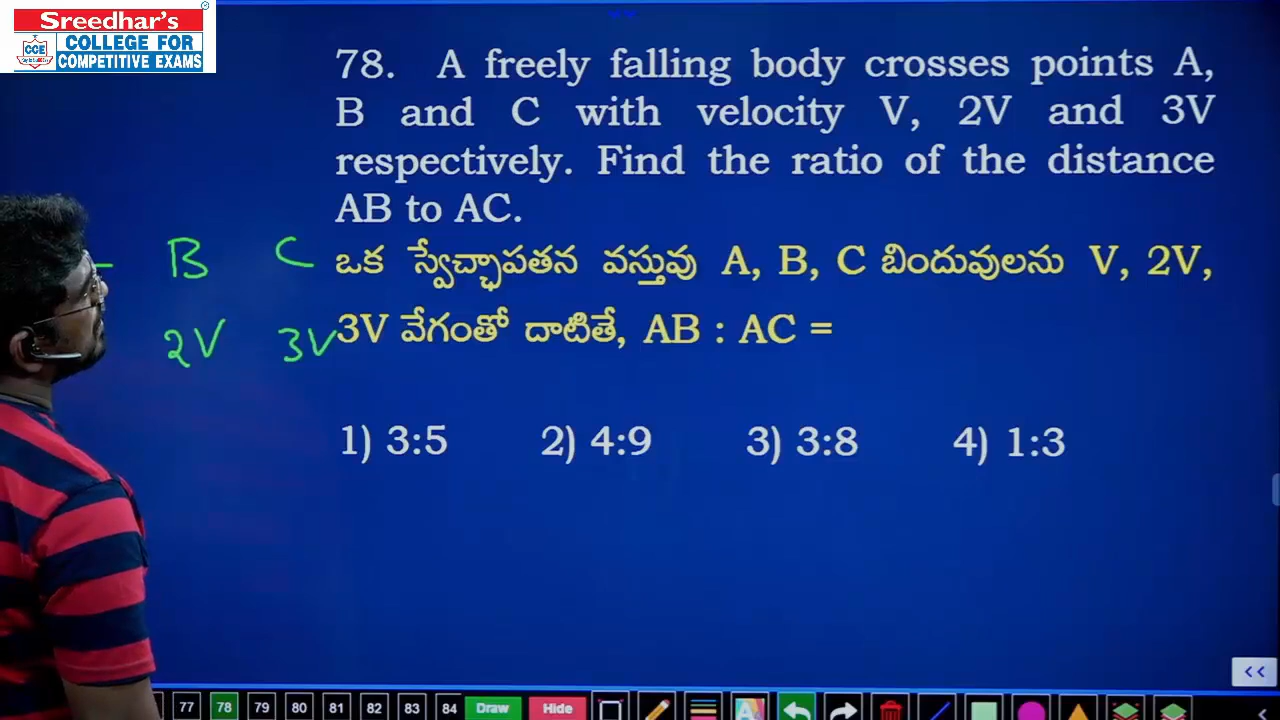 Sreedhar's
CCE
COLLEGE FOR
COMPETITIVE EXAMS
78. A freely falling body crosses points A,
B and C with velocity V, 2V and 3V
respectively. Find the ratio of the distance
AB to AC.
B C
ఒక స్వేచ్ఛాపతన వస్తువు A, B, C బిందువులను V, 2V,
2V 3V
3V వేగంతో దాటితే, AB : AC =
1) 3:5 2) 4:9 3) 3:8 4) 1:3
<<
77 78 79 80 81 82 83 84 Draw Hide